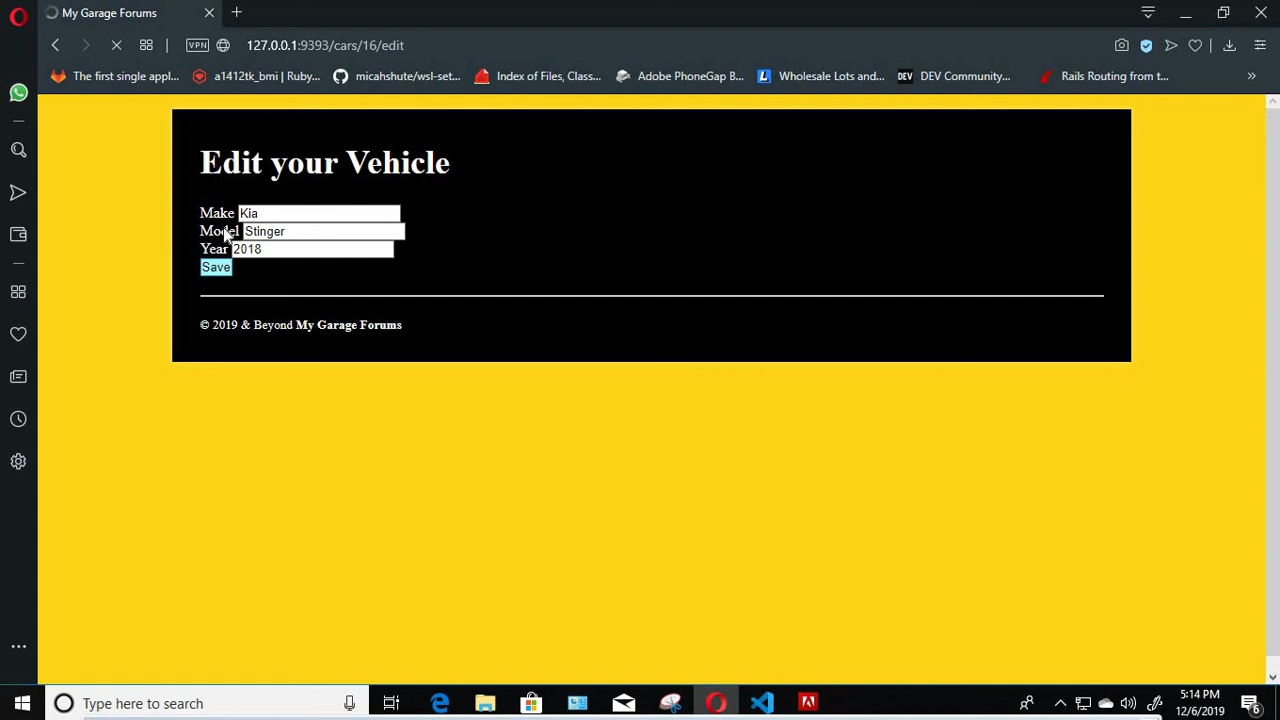 My Garage Forums
VPN 127.0.0.1:9393/cars/16/edit
The first single appl... a1412tk_bmi | Ruby... micahshute/wsl-set... Index of Files, Class... Adobe PhoneGap B... Wholesale Lots and... DEV DEV Community... Rails Routing from t... »
Edit your Vehicle
Make Kia
Model Stinger
Year 2018
Save
© 2019 & Beyond My Garage Forums
Type here to search
5:14 PM
12/6/2019
6